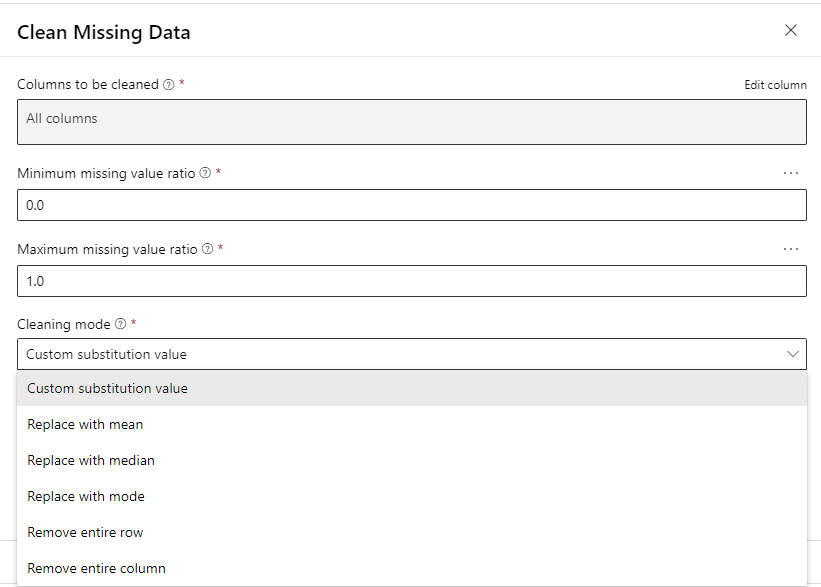 Clean Missing Data
Columns to be cleaned * Edit column
All columns
Minimum missing value ratio *
0.0
Maximum missing value ratio *
1.0
Cleaning mode *
Custom substitution value
Custom substitution value
Replace with mean
Replace with median
Replace with mode
Remove entire row
Remove entire column